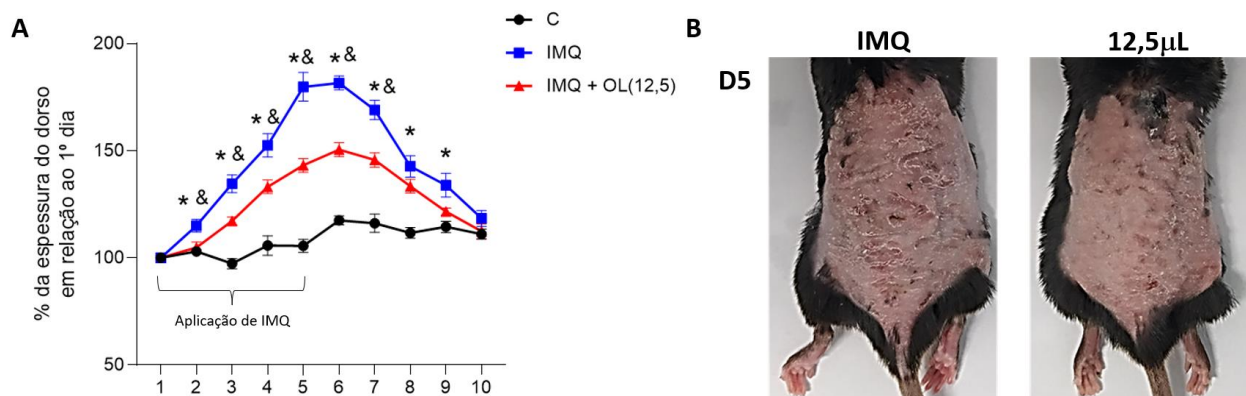 A
% da espessura do dorso
em relação ao 1º dia
200
150
100
50
* &
* &
* &
*&
* &
* &
*
*
Aplicação de IMQ
1 2 3 4 5 6 7 8 9 10
C
IMQ
IMQ + OL(12,5)
B
IMQ
12,5µL
D5